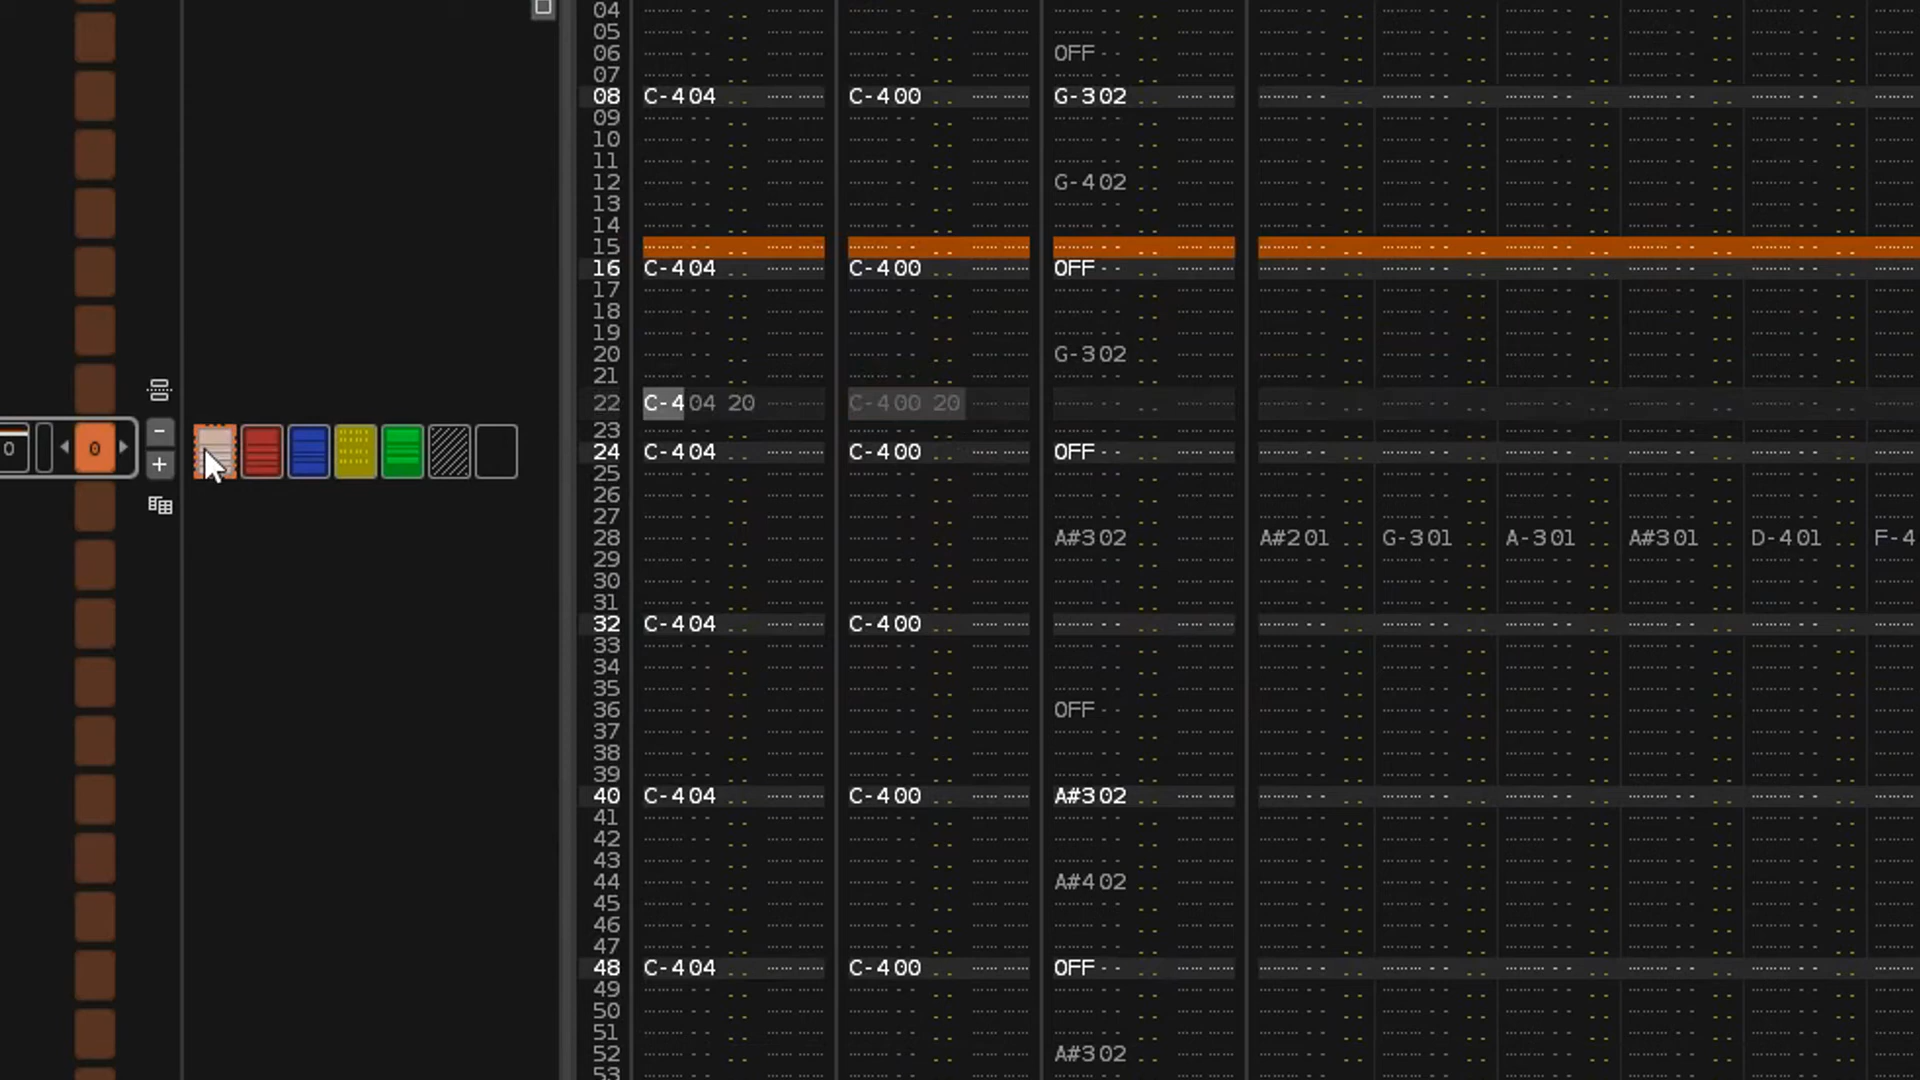 04
05
06 OFF
07
08 C-404 C-400 G-302
09
10
11
12 G-402
13
14
15
16 C-404 C-400 OFF
17
18
19
20 G-302
21
22 C-404 20 C-400 20
23
24 C-404 C-400 OFF
25
26
27
28 A#302 A#201 G-301 A-301 A#301 D-401 F-4
29
30
31
32 C-404 C-400
33
34
35
36 OFF
37
38
39
40 C-404 C-400 A#302
41
42
43
44 A#402
45
46
47
48 C-404 C-400 OFF
49
50
51
52 A#302
53
0 0